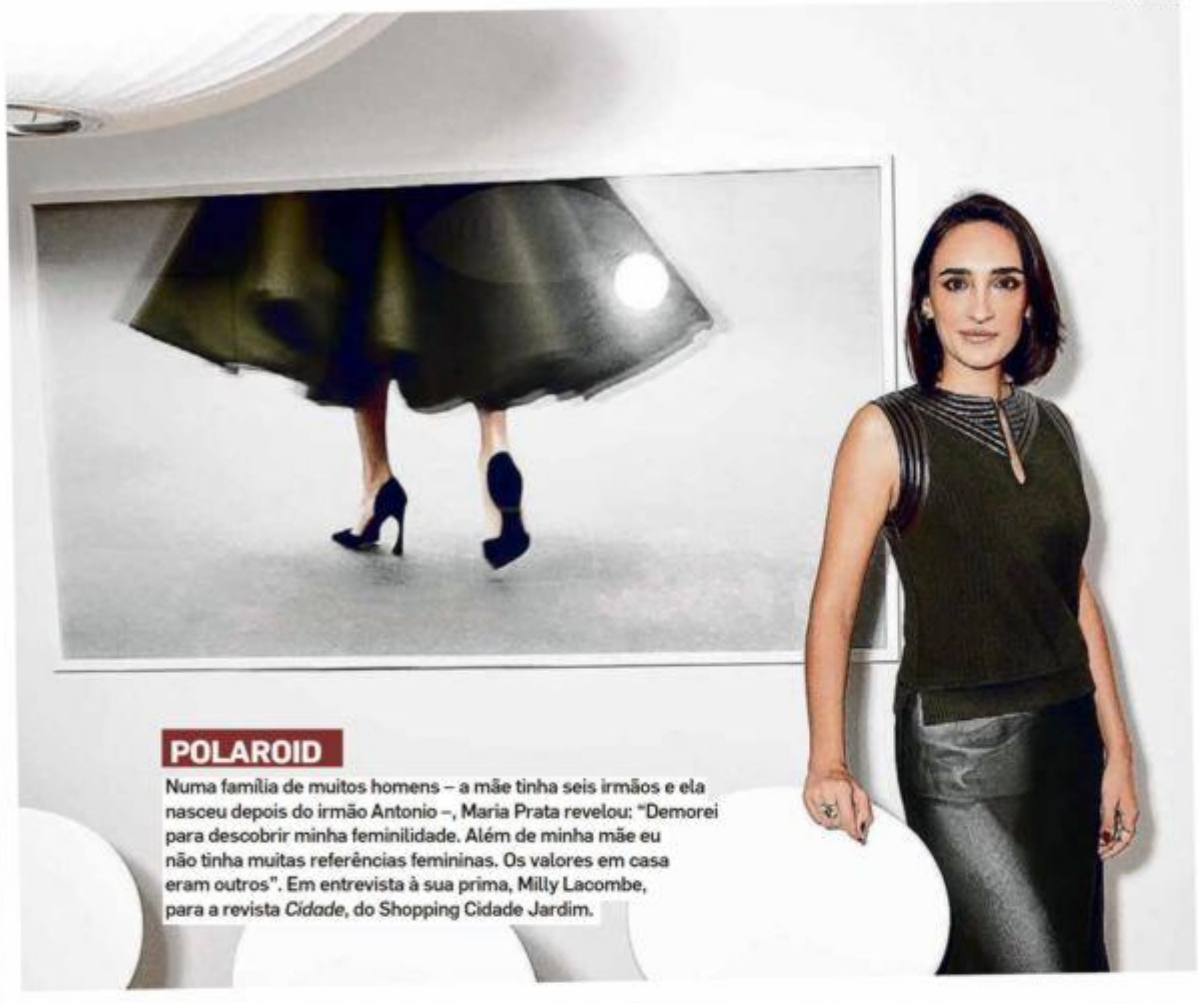 POLAROID
Numa família de muitos homens – a mãe tinha seis irmãos e ela
nasceu depois do irmão Antonio –, Maria Prata revelou: “Demorei
para descobrir minha feminilidade. Além de minha mãe eu
não tinha muitas referências femininas. Os valores em casa
eram outros”. Em entrevista à sua prima, Milly Lacombe,
para a revista Cidade, do Shopping Cidade Jardim.